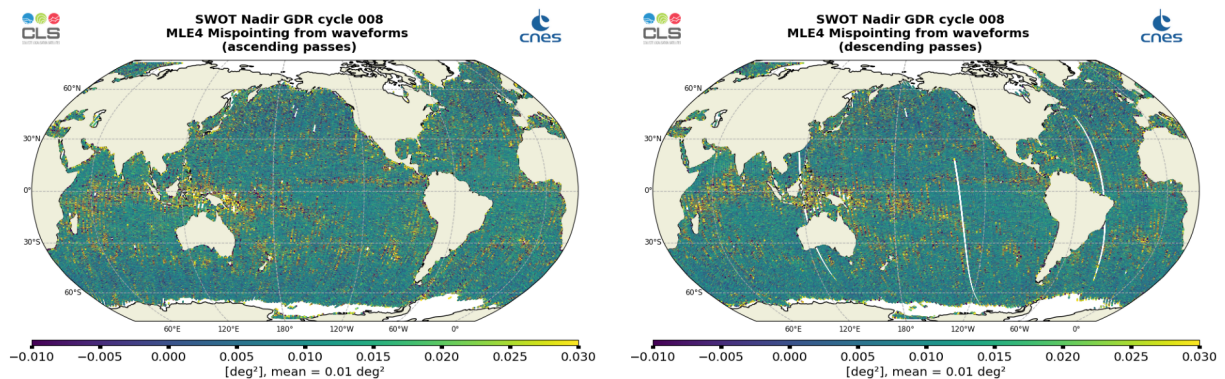 CLS
SWOT Nadir GDR cycle 008
MLE4 Mispointing from waveforms
(ascending passes)
cnes
60°N
30°N
0°
30°S
60°S
60°E 120°E 180° 120°W 60°W 0°
−0.010 −0.005 0.000 0.005 0.010 0.015 0.020 0.025 0.030
[deg²], mean = 0.01 deg²
CLS
SWOT Nadir GDR cycle 008
MLE4 Mispointing from waveforms
(descending passes)
cnes
60°N
30°N
0°
30°S
60°S
60°E 120°E 180° 120°W 60°W 0°
−0.010 −0.005 0.000 0.005 0.010 0.015 0.020 0.025 0.030
[deg²], mean = 0.01 deg²